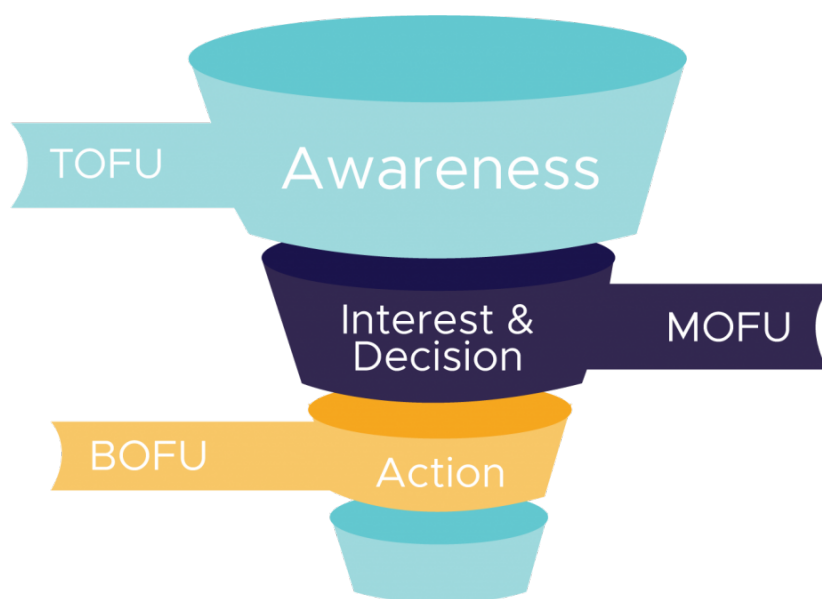 TOFU
Awareness
Interest &
Decision
MOFU
BOFU
Action